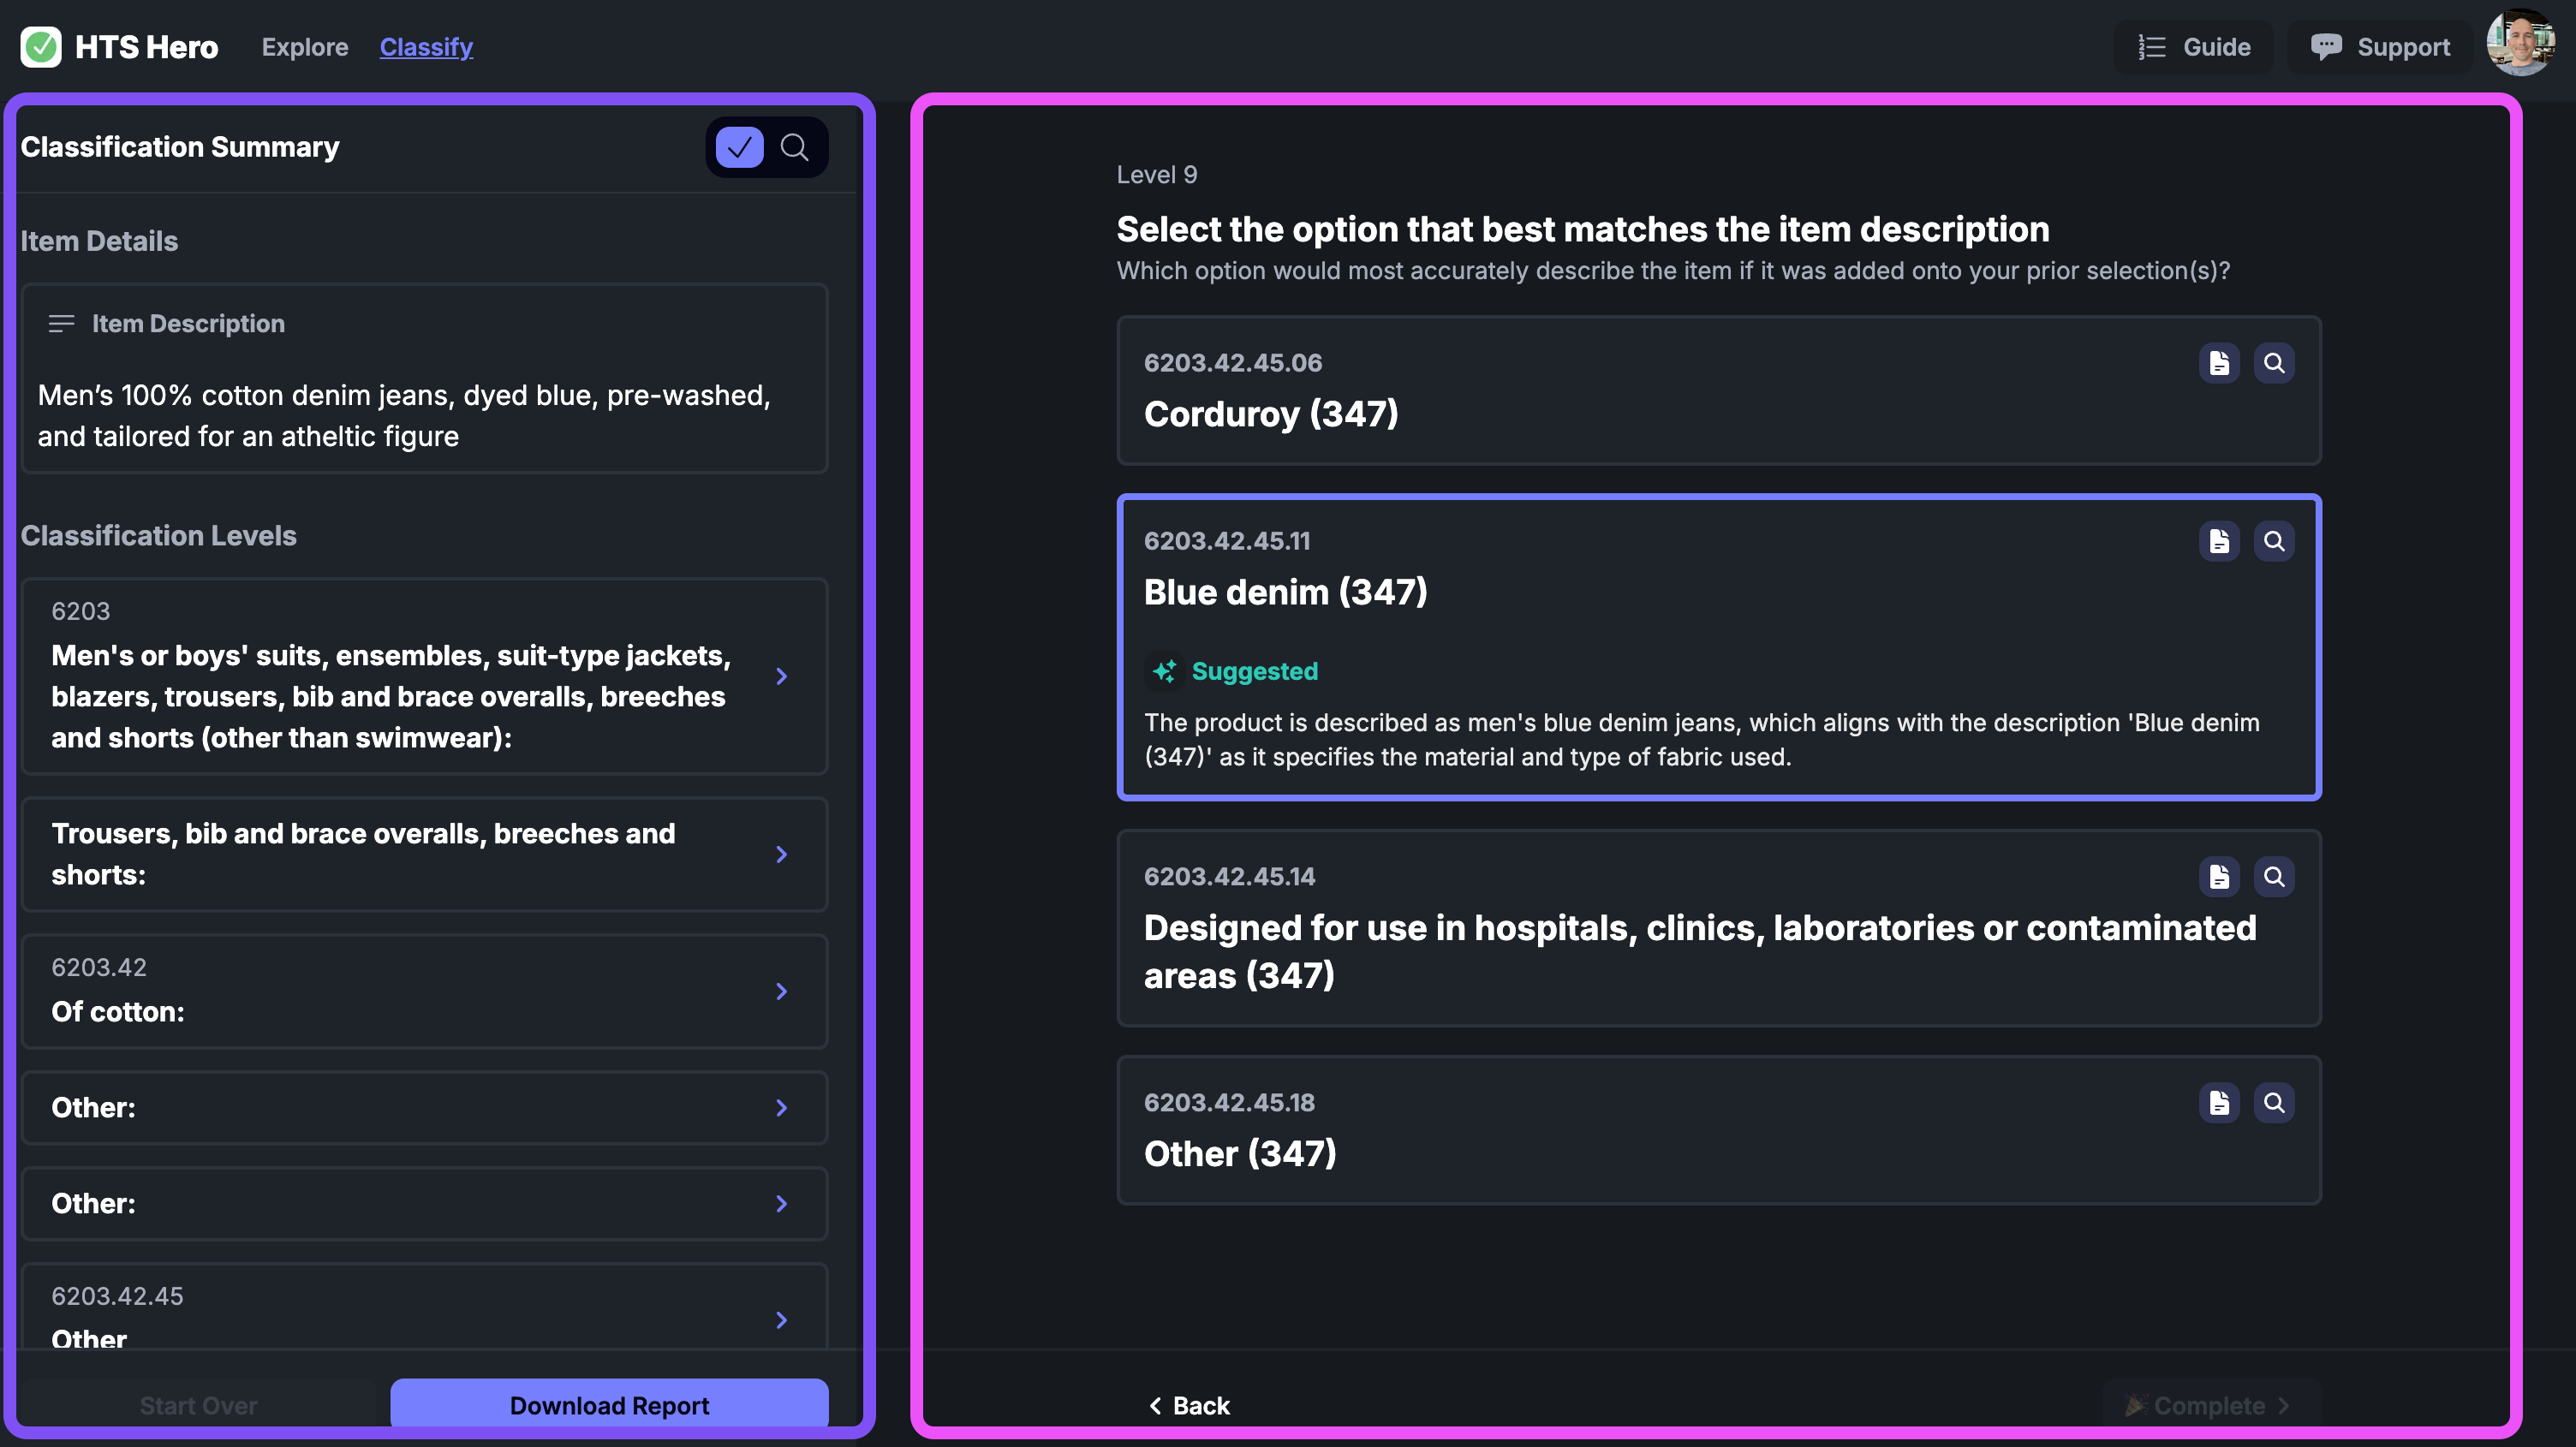 HTS Hero
Explore
Classify
Guide
Support
Classification Summary
Item Details
Item Description
Men’s 100% cotton denim jeans, dyed blue, pre-washed,
and tailored for an atheltic figure
Classification Levels
6203
Men's or boys' suits, ensembles, suit-type jackets,
blazers, trousers, bib and brace overalls, breeches
and shorts (other than swimwear):
Trousers, bib and brace overalls, breeches and
shorts:
6203.42
Of cotton:
Other:
Other:
6203.42.45
Other
Start Over
Download Report
Level 9
Select the option that best matches the item description
Which option would most accurately describe the item if it was added onto your prior selection(s)?
6203.42.45.06
Corduroy (347)
6203.42.45.11
Blue denim (347)
Suggested
The product is described as men's blue denim jeans, which aligns with the description 'Blue denim
(347)' as it specifies the material and type of fabric used.
6203.42.45.14
Designed for use in hospitals, clinics, laboratories or contaminated
areas (347)
6203.42.45.18
Other (347)
Back
Complete